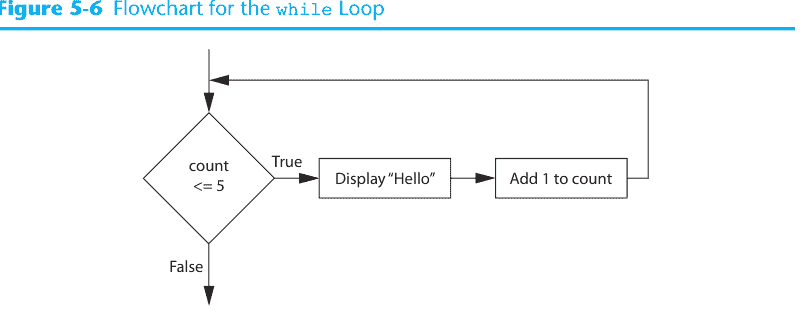 Figure 5-6 Flowchart for the while Loop
count
<= 5
True
Display “Hello”
Add 1 to count
False